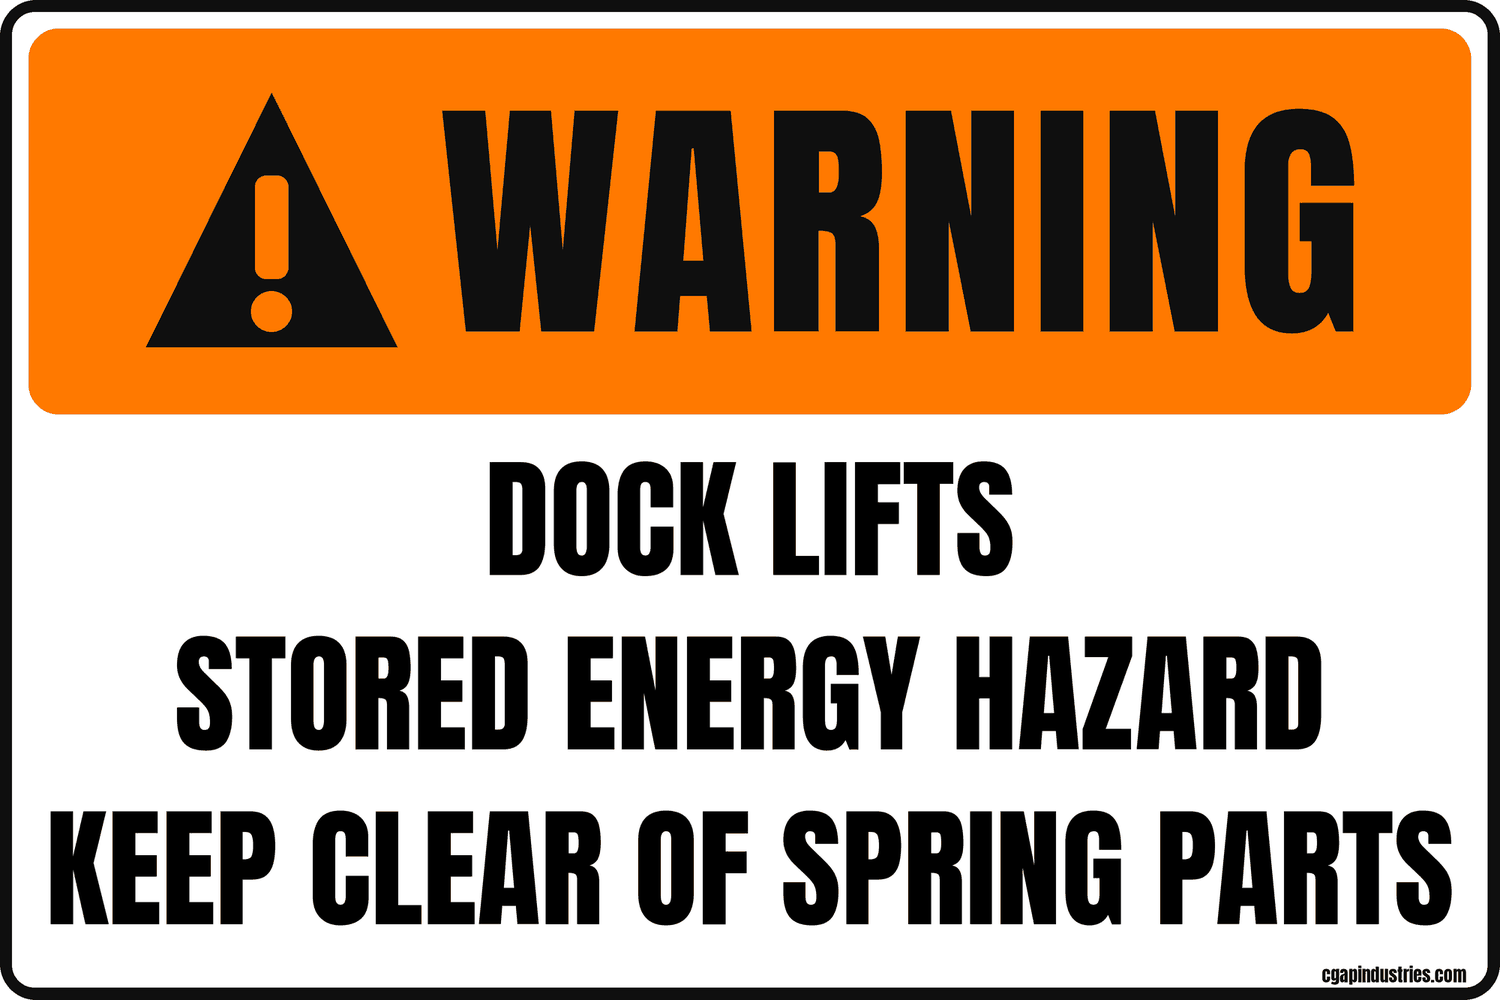 WARNING
DOCK LIFTS
STORED ENERGY HAZARD
KEEP CLEAR OF SPRING PARTS
cgapindustries.com